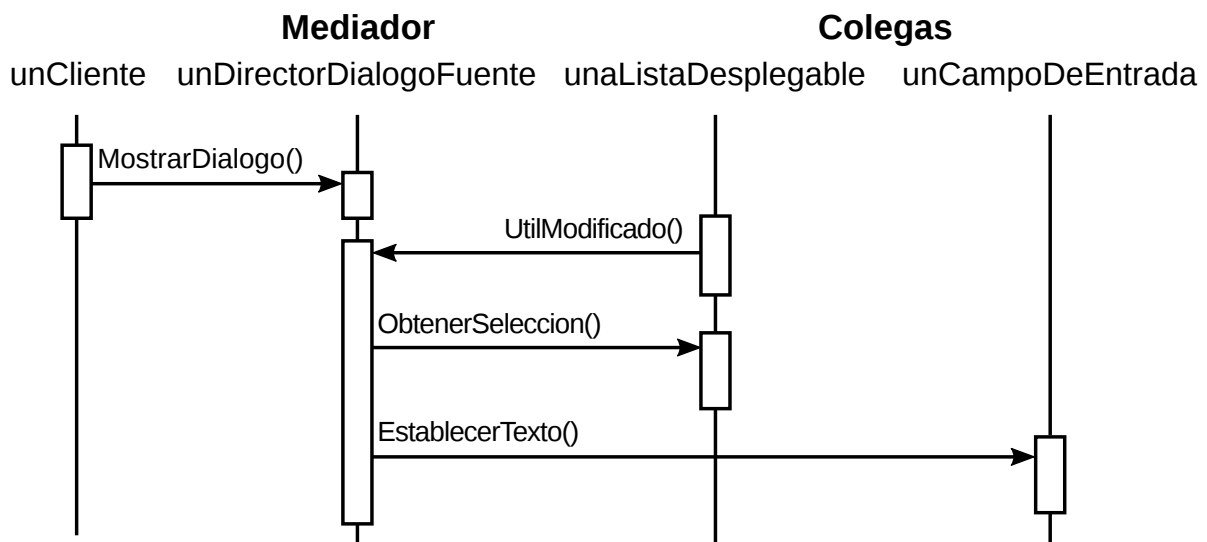 Mediador Colegas
unCliente unDirectorDialogoFuente unaListaDesplegable unCampoDeEntrada
MostrarDialogo()
UtilModificado()
ObtenerSeleccion()
EstablecerTexto()